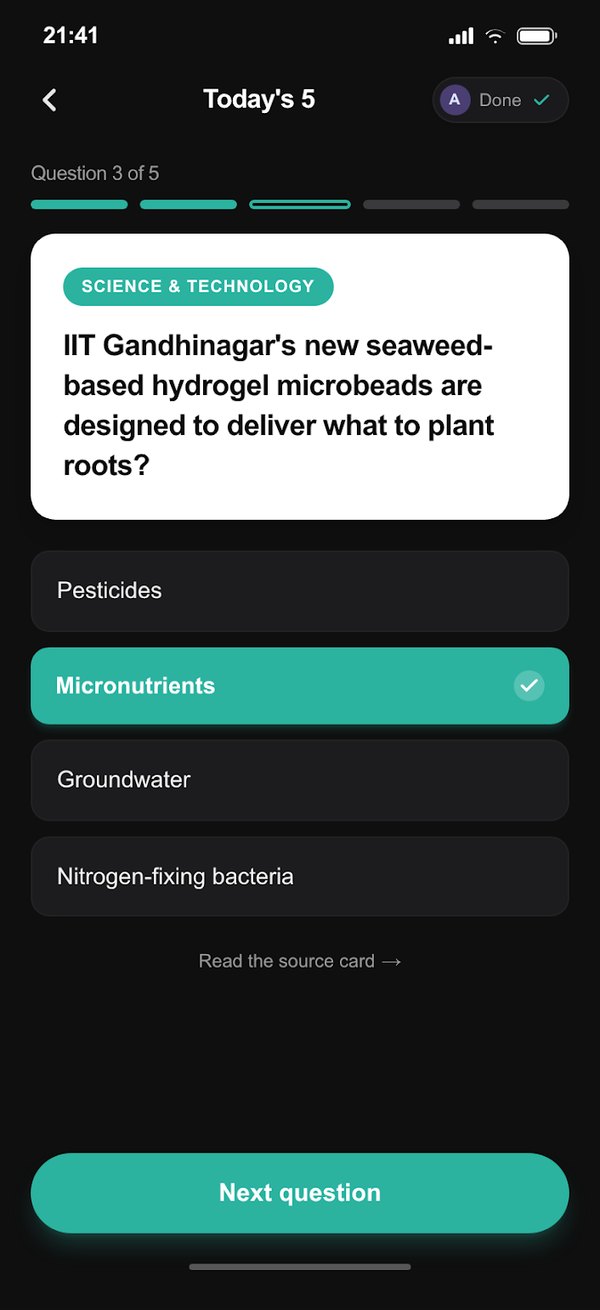 21:41
Today's 5
A Done
Question 3 of 5
SCIENCE & TECHNOLOGY
IIT Gandhinagar's new seaweed-
based hydrogel microbeads are
designed to deliver what to plant
roots?
Pesticides
Micronutrients
Groundwater
Nitrogen-fixing bacteria
Read the source card →
Next question